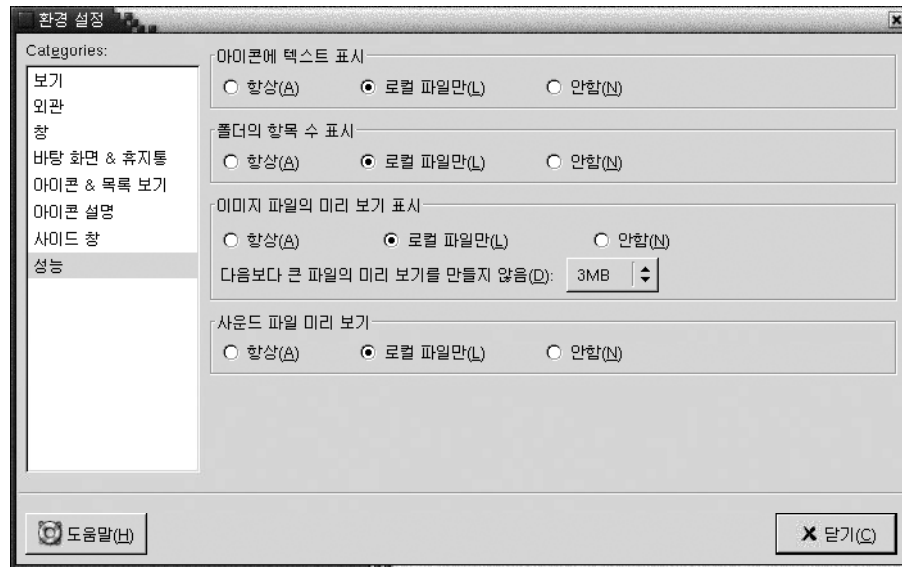 환경 설정
Categories:
보기
외관
창
바탕 화면 & 휴지통
아이콘 & 목록 보기
아이콘 설명
사이드 창
성능
아이콘에 텍스트 표시
항상(A) 로컬 파일만(L) 안함(N)
폴더의 항목 수 표시
항상(A) 로컬 파일만(L) 안함(N)
이미지 파일의 미리 보기 표시
항상(A) 로컬 파일만(L) 안함(N)
다음보다 큰 파일의 미리 보기를 만들지 않음(D): 3MB
사운드 파일 미리 보기
항상(A) 로컬 파일만(L) 안함(N)
도움말(H)
닫기(C)